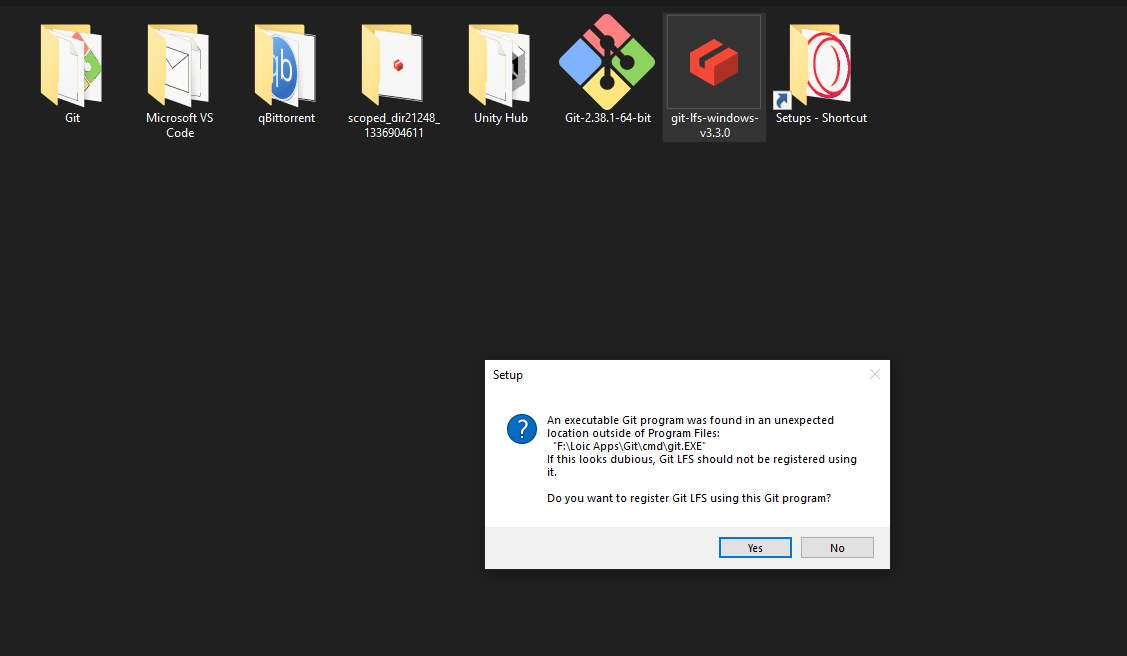 Git
Microsoft VS
Code
qBittorrent
scoped_dir21248_
1336904611
Unity Hub
Git-2.38.1-64-bit
git-lfs-windows-
v3.3.0
Setups - Shortcut
qb
Setup
?
An executable Git program was found in an unexpected
location outside of Program Files:
"F:\Loic Apps\Git\cmd\git.EXE"
If this looks dubious, Git LFS should not be registered using
it.
Do you want to register Git LFS using this Git program?
Yes
No